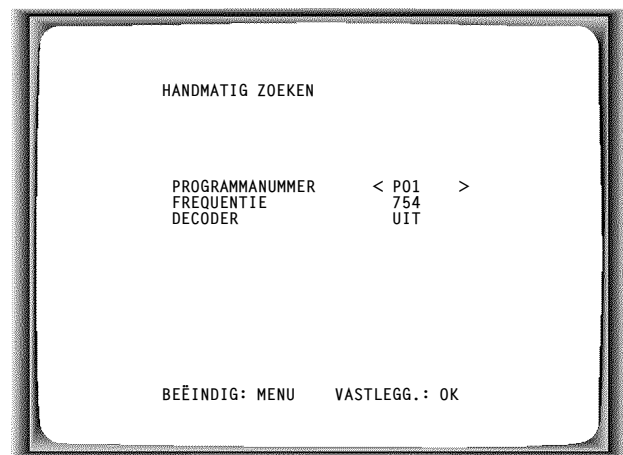 HANDMATIG ZOEKEN
PROGRAMMANUMMER < P01 >
FREQUENTIE 754
DECODER UIT
BEËINDIG: MENU VASTLEGG.: OK